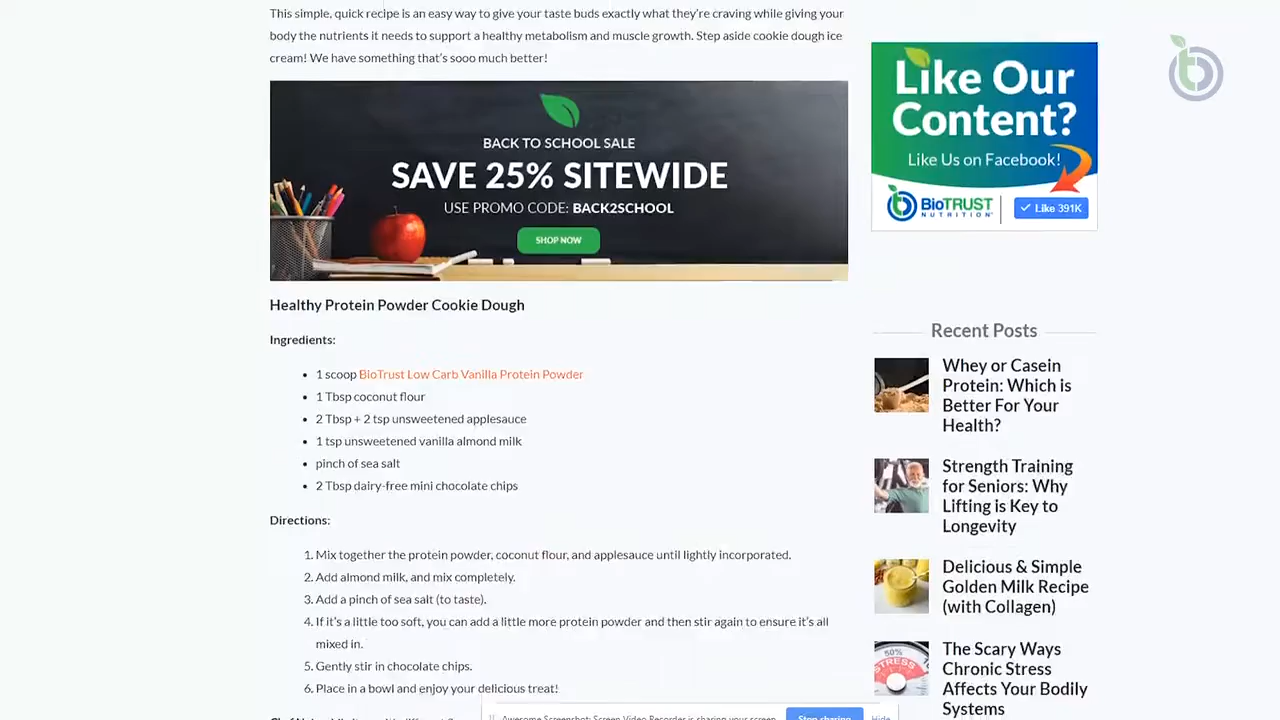 This simple, quick recipe is an easy way to give your taste buds exactly what they're craving while giving your
body the nutrients it needs to support a healthy metabolism and muscle growth. Step aside cookie dough ice
cream! We have something that's sooo much better!
BACK TO SCHOOL SALE
SAVE 25% SITEWIDE
USE PROMO CODE: BACK2SCHOOL
SHOP NOW
Healthy Protein Powder Cookie Dough
Ingredients:
• 1 scoop BioTrust Low Carb Vanilla Protein Powder
• 1 Tbsp coconut flour
• 2 Tbsp + 2 tsp unsweetened applesauce
• 1 tsp unsweetened vanilla almond milk
• pinch of sea salt
• 2 Tbsp dairy-free mini chocolate chips
Directions:
1. Mix together the protein powder, coconut flour, and applesauce until lightly incorporated.
2. Add almond milk, and mix completely.
3. Add a pinch of sea salt (to taste).
4. If it's a little too soft, you can add a little more protein powder and then stir again to ensure it's all
mixed in.
5. Gently stir in chocolate chips.
6. Place in a bowl and enjoy your delicious treat!
Like Our
Content?
Like Us on Facebook!
BioTRUST
NUTRITION
Like 391K
Recent Posts
Whey or Casein
Protein: Which is
Better For Your
Health?
Strength Training
for Seniors: Why
Lifting is Key to
Longevity
Delicious & Simple
Golden Milk Recipe
(with Collagen)
50%
STRESS
The Scary Ways
Chronic Stress
Affects Your Bodily
Systems
Awesome Screenshot: Screen Video Recorder is sharing your screen.
Stop sharing
Hide